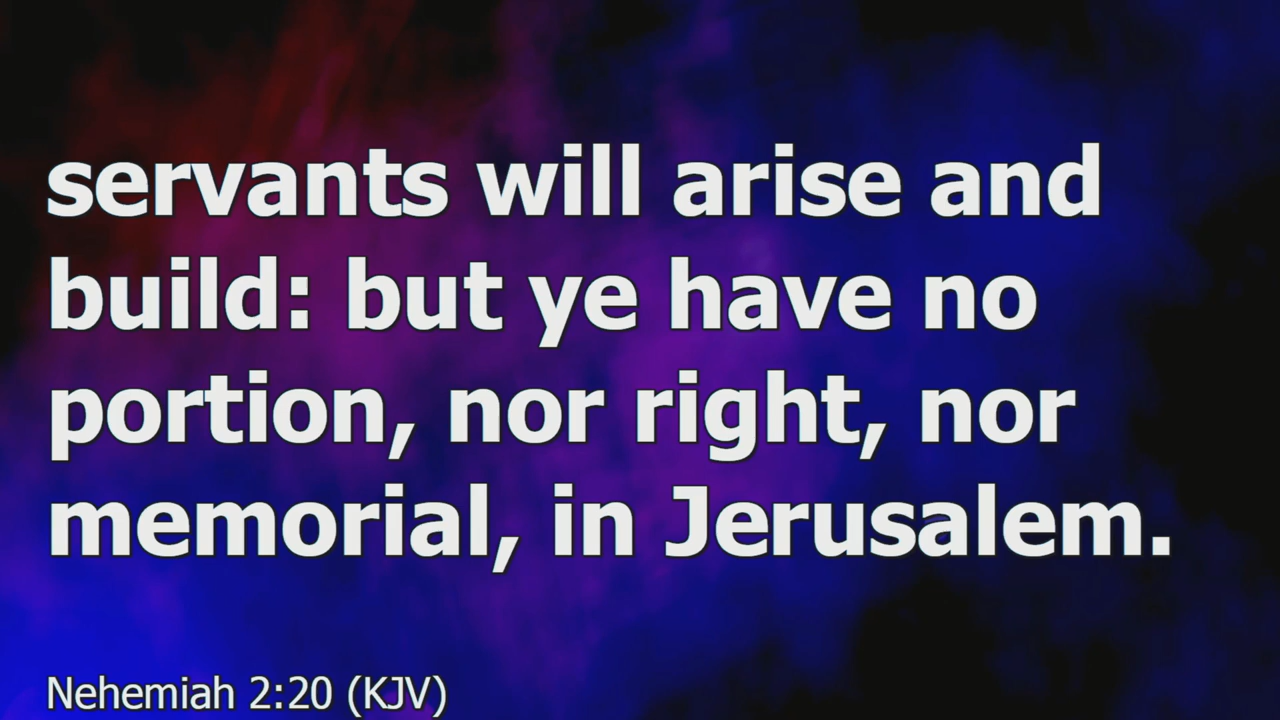 servants will arise and
build: but ye have no
portion, nor right, nor
memorial, in Jerusalem.
Nehemiah 2:20 (KJV)